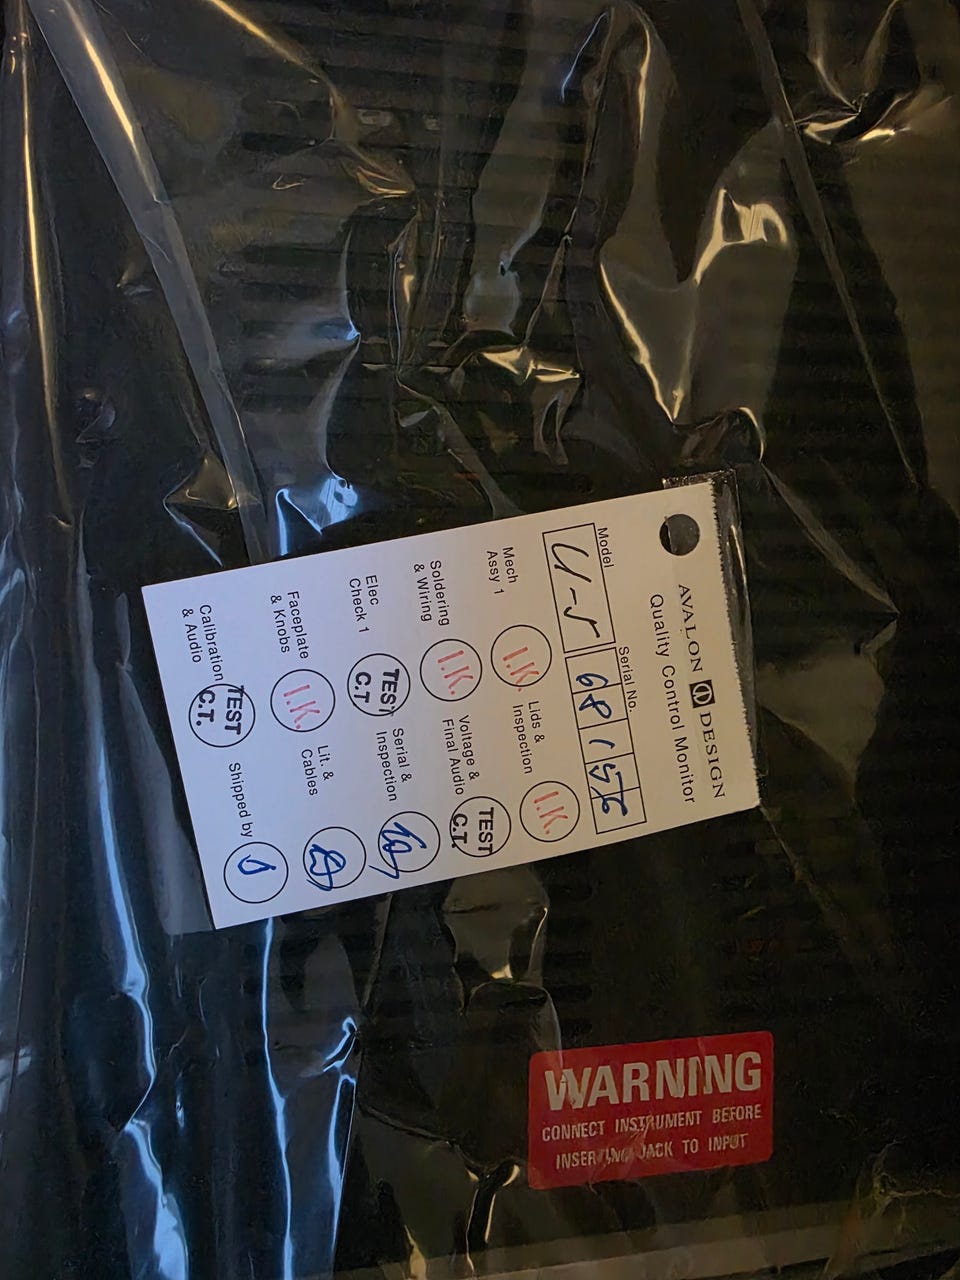 AVALON DESIGN
Quality Control Monitor
Model
Serial No.
U-5
68156
Mech
Assy 1
I.K.
Lids &
Inspection
I.K.
Soldering
& Wiring
I.K.
Voltage &
Final Audio
TEST
C.T.
Elec
Check 1
TEST
C.T
Serial &
Inspection
Faceplate
& Knobs
I.K.
Lit. &
Cables
Calibration
& Audio
TEST
C.T.
Shipped by
WARNING
CONNECT INSTRUMENT BEFORE
INSERTING JACK TO INPUT